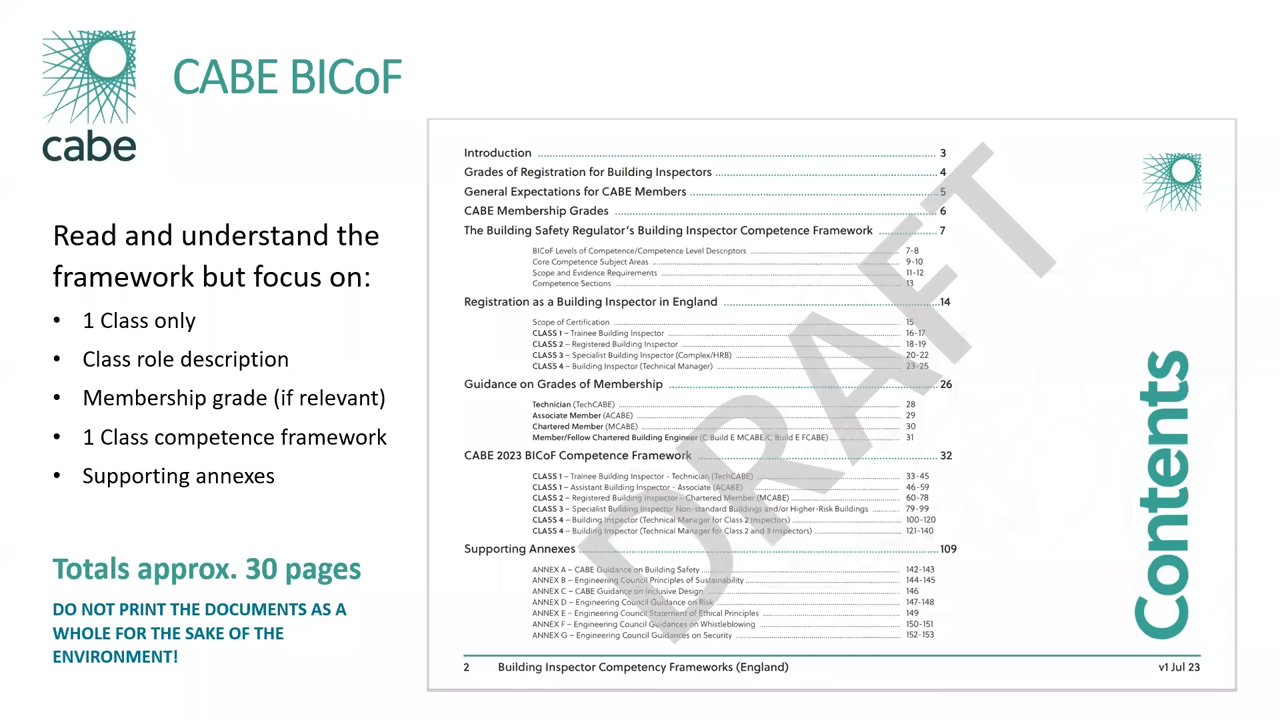 cabe
CABE BICoF
Read and understand the
framework but focus on:
• 1 Class only
• Class role description
• Membership grade (if relevant)
• 1 Class competence framework
• Supporting annexes
Totals approx. 30 pages
DO NOT PRINT THE DOCUMENTS AS A
WHOLE FOR THE SAKE OF THE
ENVIRONMENT!
Introduction 3
Grades of Registration for Building Inspectors 4
General Expectations for CABE Members 5
CABE Membership Grades 6
The Building Safety Regulator's Building Inspector Competence Framework 7
BICoF Levels of Competence/Competence Level Descriptors 7-8
Core Competence Subject Areas 9-10
Scope and Evidence Requirements 11-12
Competence Sections 13
Registration as a Building Inspector in England 14
Scope of Certification 15
CLASS 1 – Trainee Building Inspector 16-17
CLASS 2 – Registered Building Inspector 18-19
CLASS 3 – Specialist Building Inspector (Complex/HRB) 20-22
CLASS 4 – Building Inspector (Technical Manager) 23-25
Guidance on Grades of Membership 26
Technician (TechCABE) 28
Associate Member (ACABE) 29
Chartered Member (MCABE) 30
Member/Fellow Chartered Building Engineer (C.Build E MCABE/C. Build E FCABE) 31
CABE 2023 BICoF Competence Framework 32
CLASS 1 – Trainee Building Inspector - Technician (TechCABE) 33-45
CLASS 1 – Assistant Building Inspector - Associate (ACABE) 46-59
CLASS 2 – Registered Building Inspector - Chartered Member (MCABE) 60-78
CLASS 3 – Specialist Building Inspector Non-standard Buildings and/or Higher-Risk Buildings 79-99
CLASS 4 – Building Inspector (Technical Manager for Class 2 Inspectors) 100-120
CLASS 4 – Building Inspector (Technical Manager for Class 2 and 3 Inspectors) 121-140
Supporting Annexes 109
ANNEX A – CABE Guidance on Building Safety 142-143
ANNEX B – Engineering Council Principles of Sustainability 144-145
ANNEX C – CABE Guidance on Inclusive Design 146
ANNEX D – Engineering Council Guidance on Risk 147-148
ANNEX E – Engineering Council Statement of Ethical Principles 149
ANNEX F – Engineering Council Guidances on Whistleblowing 150-151
ANNEX G – Engineering Council Guidances on Security 152-153
DRAFT
Contents
2 Building Inspector Competency Frameworks (England) v1 Jul 23